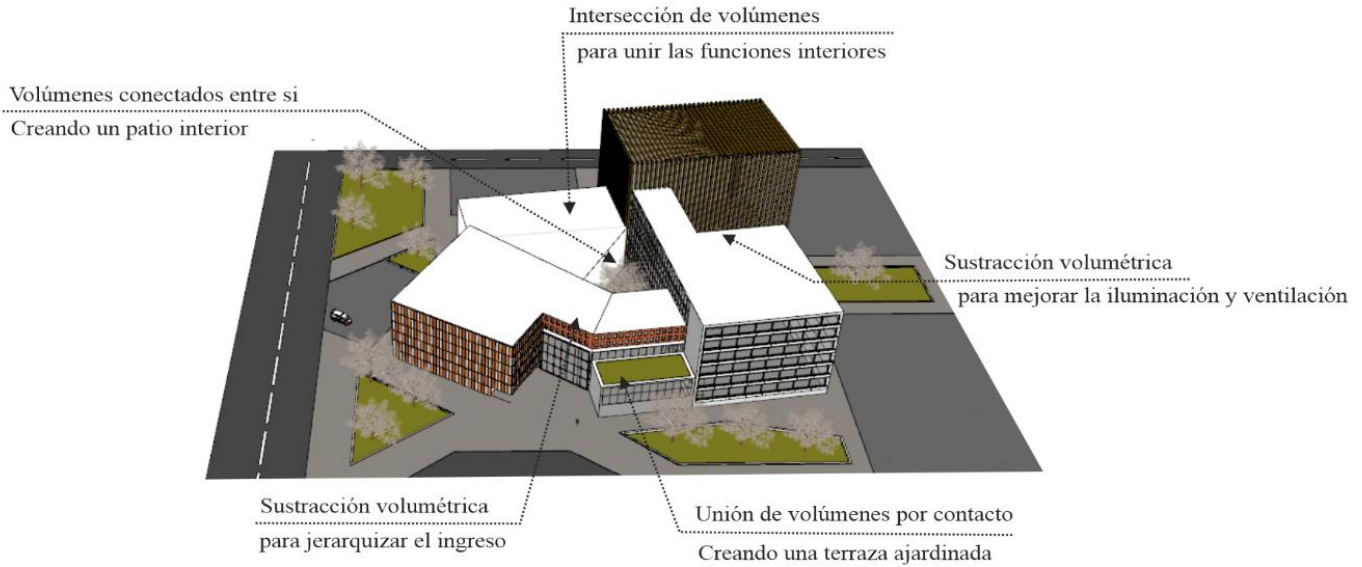 Intersección de volúmenes
para unir las funciones interiores
Volúmenes conectados entre si
Creando un patio interior
Sustracción volumétrica
para mejorar la iluminación y ventilación
Sustracción volumétrica
para jerarquizar el ingreso
Unión de volúmenes por contacto
Creando una terraza ajardinada